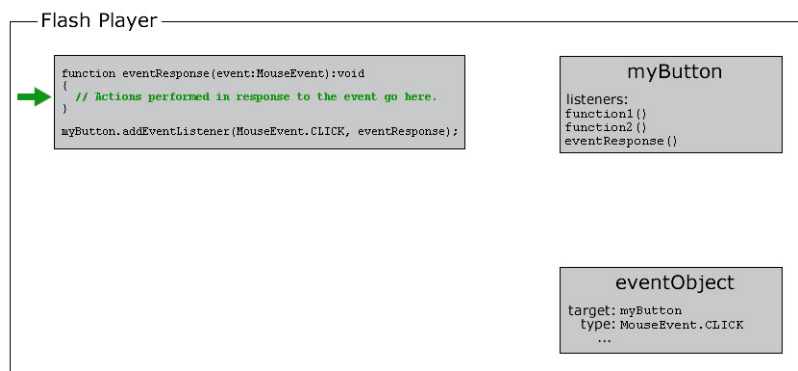 Flash Player
function eventResponse(event:MouseEvent):void
{
// Actions performed in response to the event go here.
}
myButton.addEventListener(MouseEvent.CLICK, eventResponse);
myButton
listeners:
function1()
function2()
eventResponse()
eventObject
target: myButton
type: MouseEvent.CLICK
...